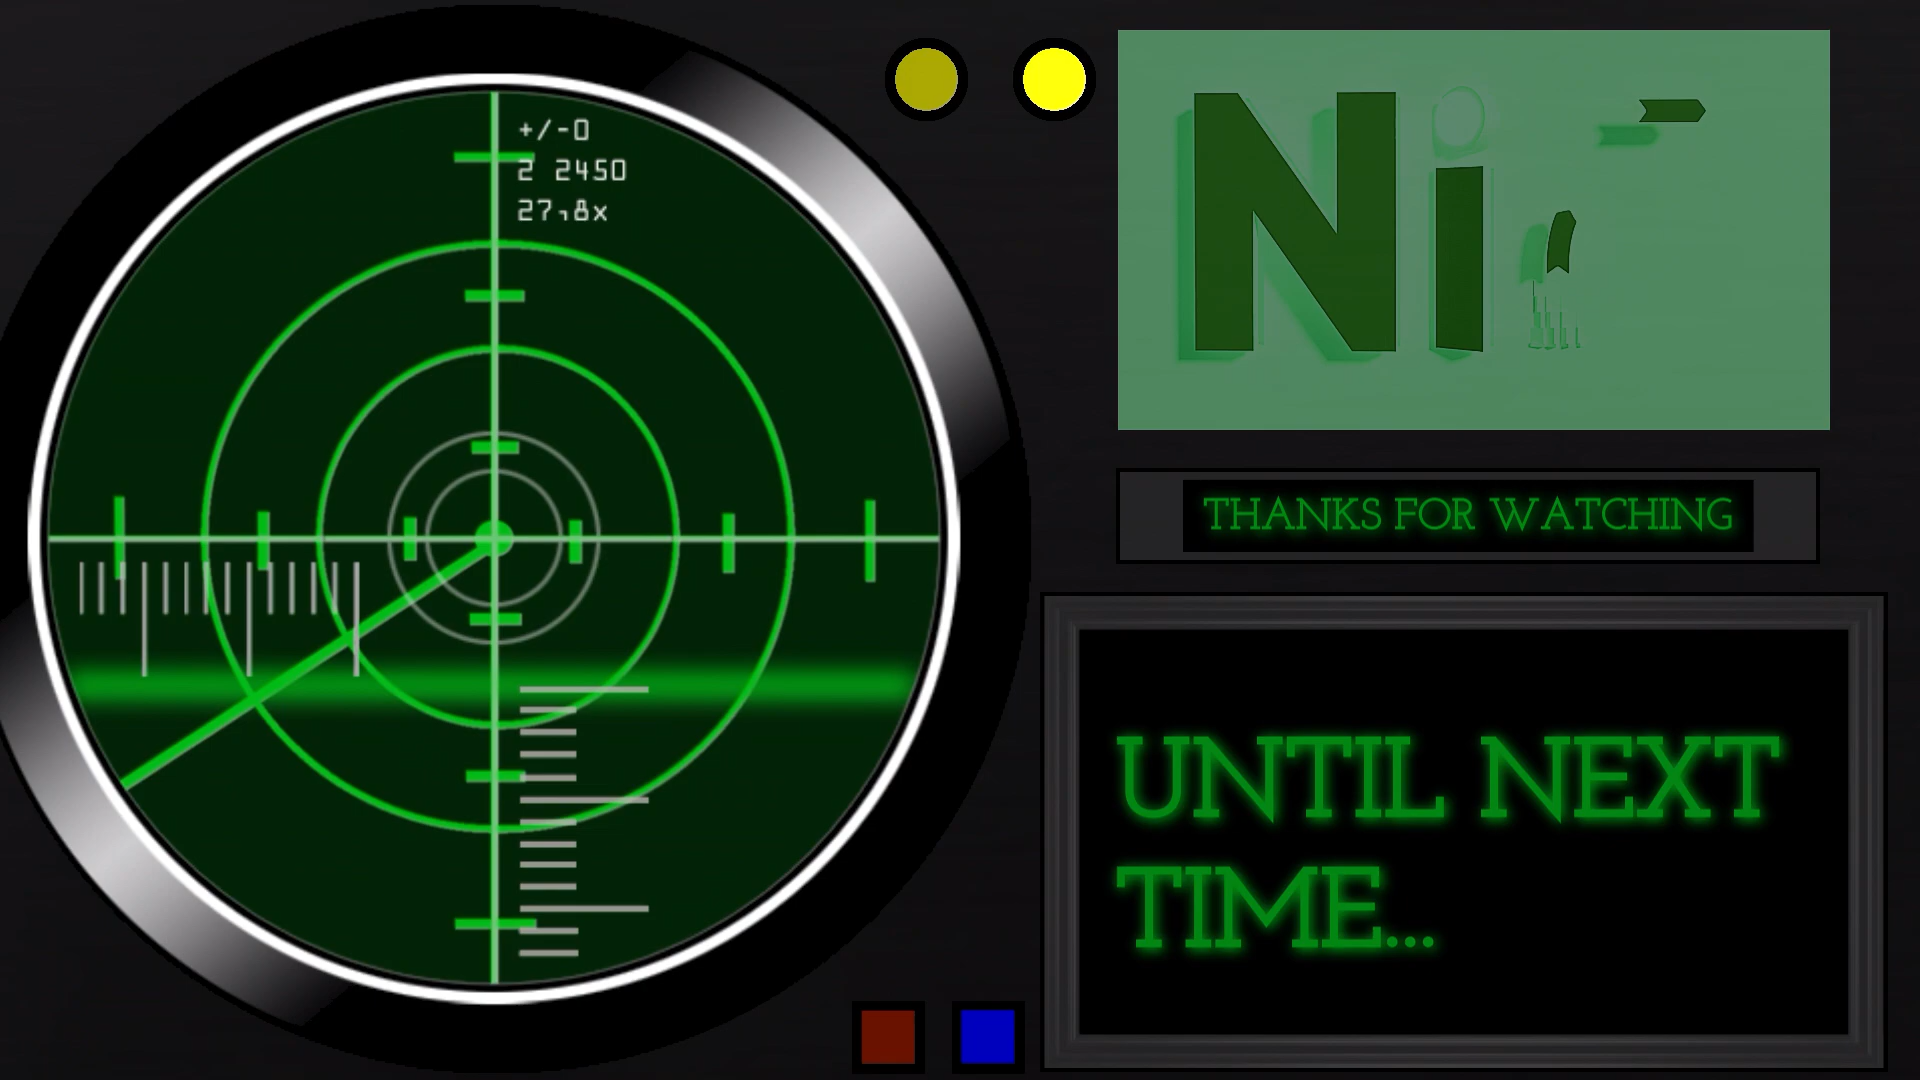 +/-0
2 2450
27,8x
Ni
THANKS FOR WATCHING
UNTIL NEXT
TIME...